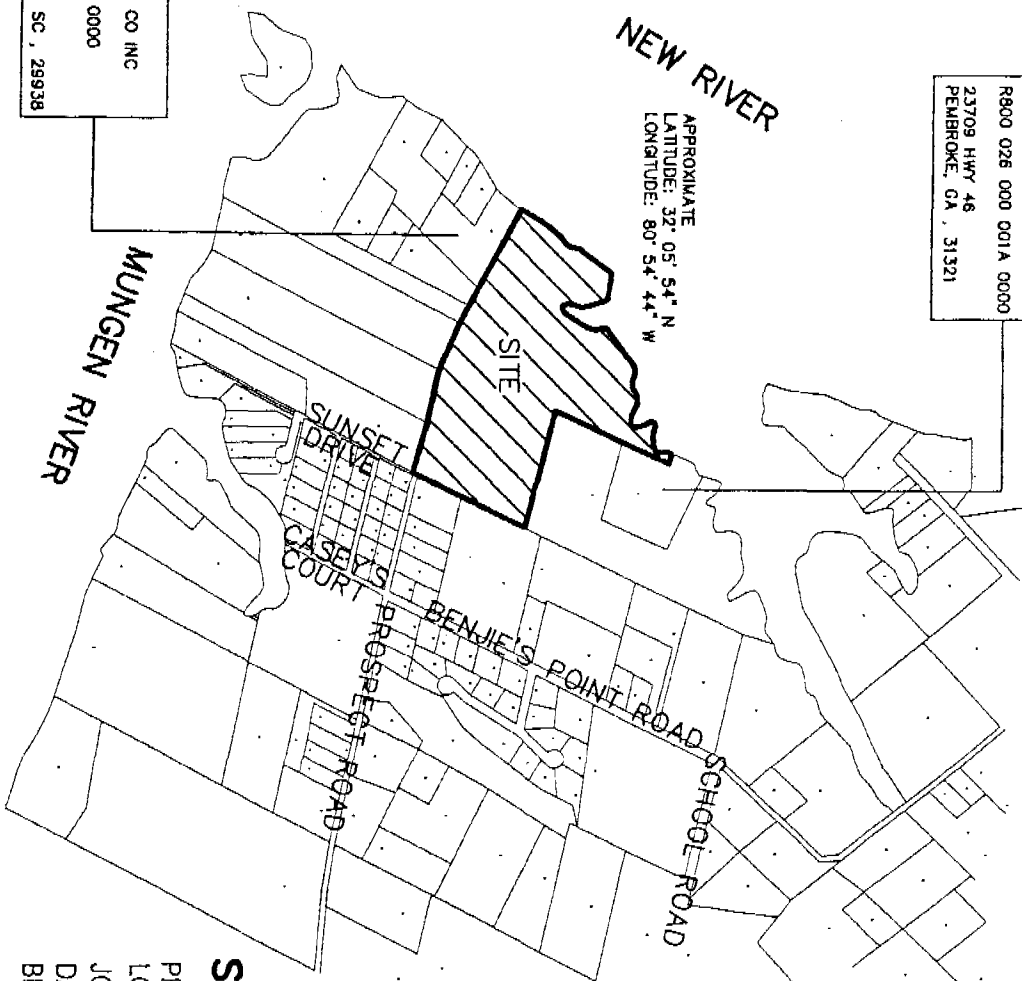 R800 026 000 001A 0000
23709 HWY 46
PEMBROKE, GA , 31321
NEW RIVER
APPROXIMATE
LATITUDE: 32° 05' 54" N
LONGITUDE: 80° 54' 44" W
CO INC
0000
SC , 29938
SITE
MUNGEN RIVER
SUNSET
DRIVE
CASEY'S
COURT
BENJIE'S POINT ROAD
SCHOOL ROAD
PROSPECT ROAD
S
LO
JO
D